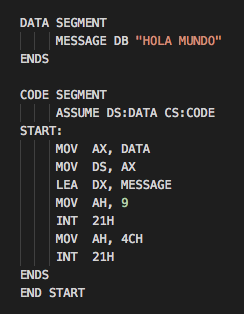 DATA SEGMENT
MESSAGE DB "HOLA MUNDO"
ENDS
CODE SEGMENT
ASSUME DS:DATA CS:CODE
START:
MOV AX, DATA
MOV DS, AX
LEA DX, MESSAGE
MOV AH, 9
INT 21H
MOV AH, 4CH
INT 21H
ENDS
END START